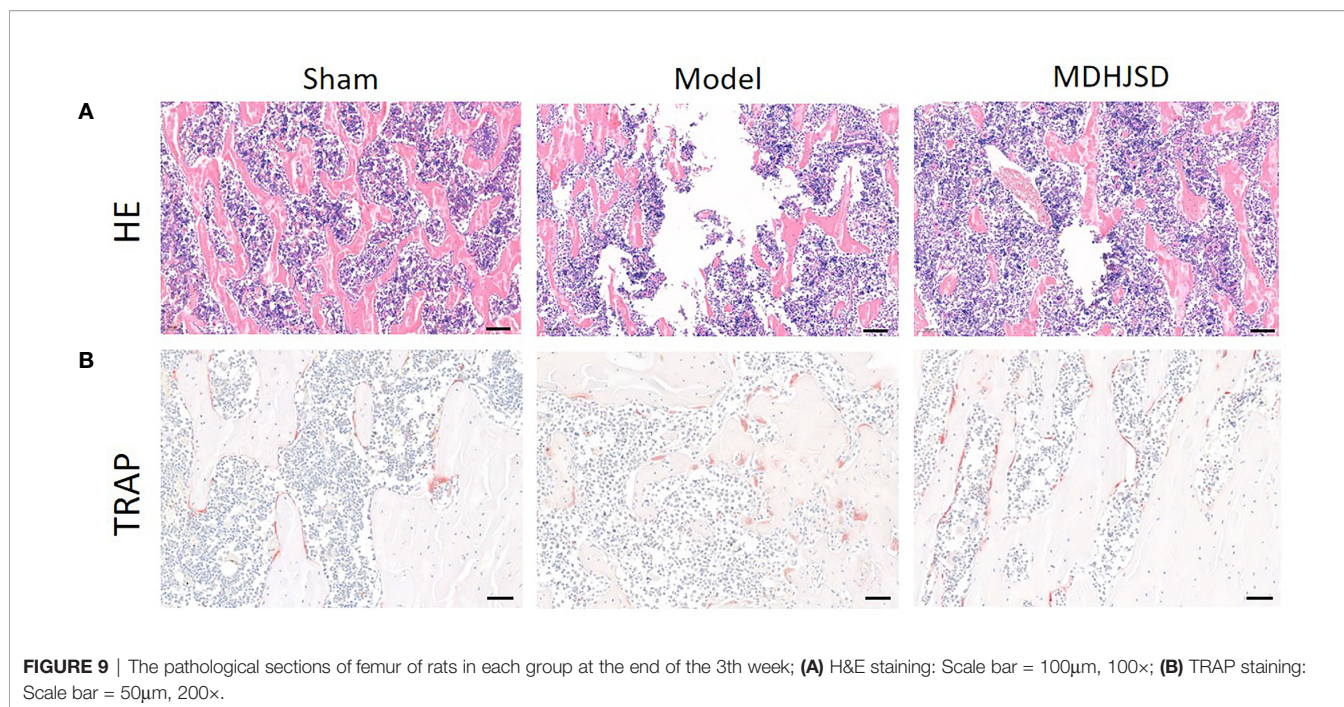 Sham
Model
MDHJSD
A
HE
B
TRAP
FIGURE 9 | The pathological sections of femur of rats in each group at the end of the 3th week; (A) H&E staining: Scale bar = 100μm, 100×; (B) TRAP staining:
Scale bar = 50μm, 200×.